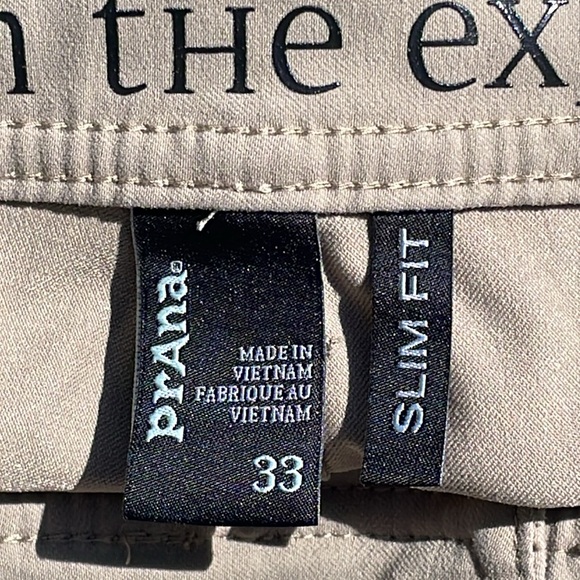 n tHe ex
prAna
MADE IN
VIETNAM
FABRIQUE AU
VIETNAM
33
SLIM FIT